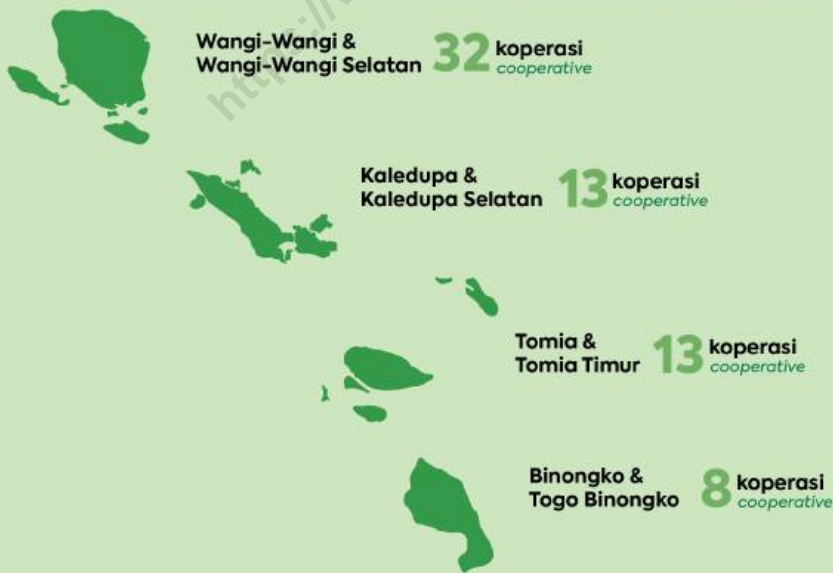 Wangi-Wangi &
Wangi-Wangi Selatan
32 koperasi
cooperative
Kaledupa &
Kaledupa Selatan
13 koperasi
cooperative
Tomia &
Tomia Timur
13 koperasi
cooperative
Binongko &
Togo Binongko
8 koperasi
cooperative
https://